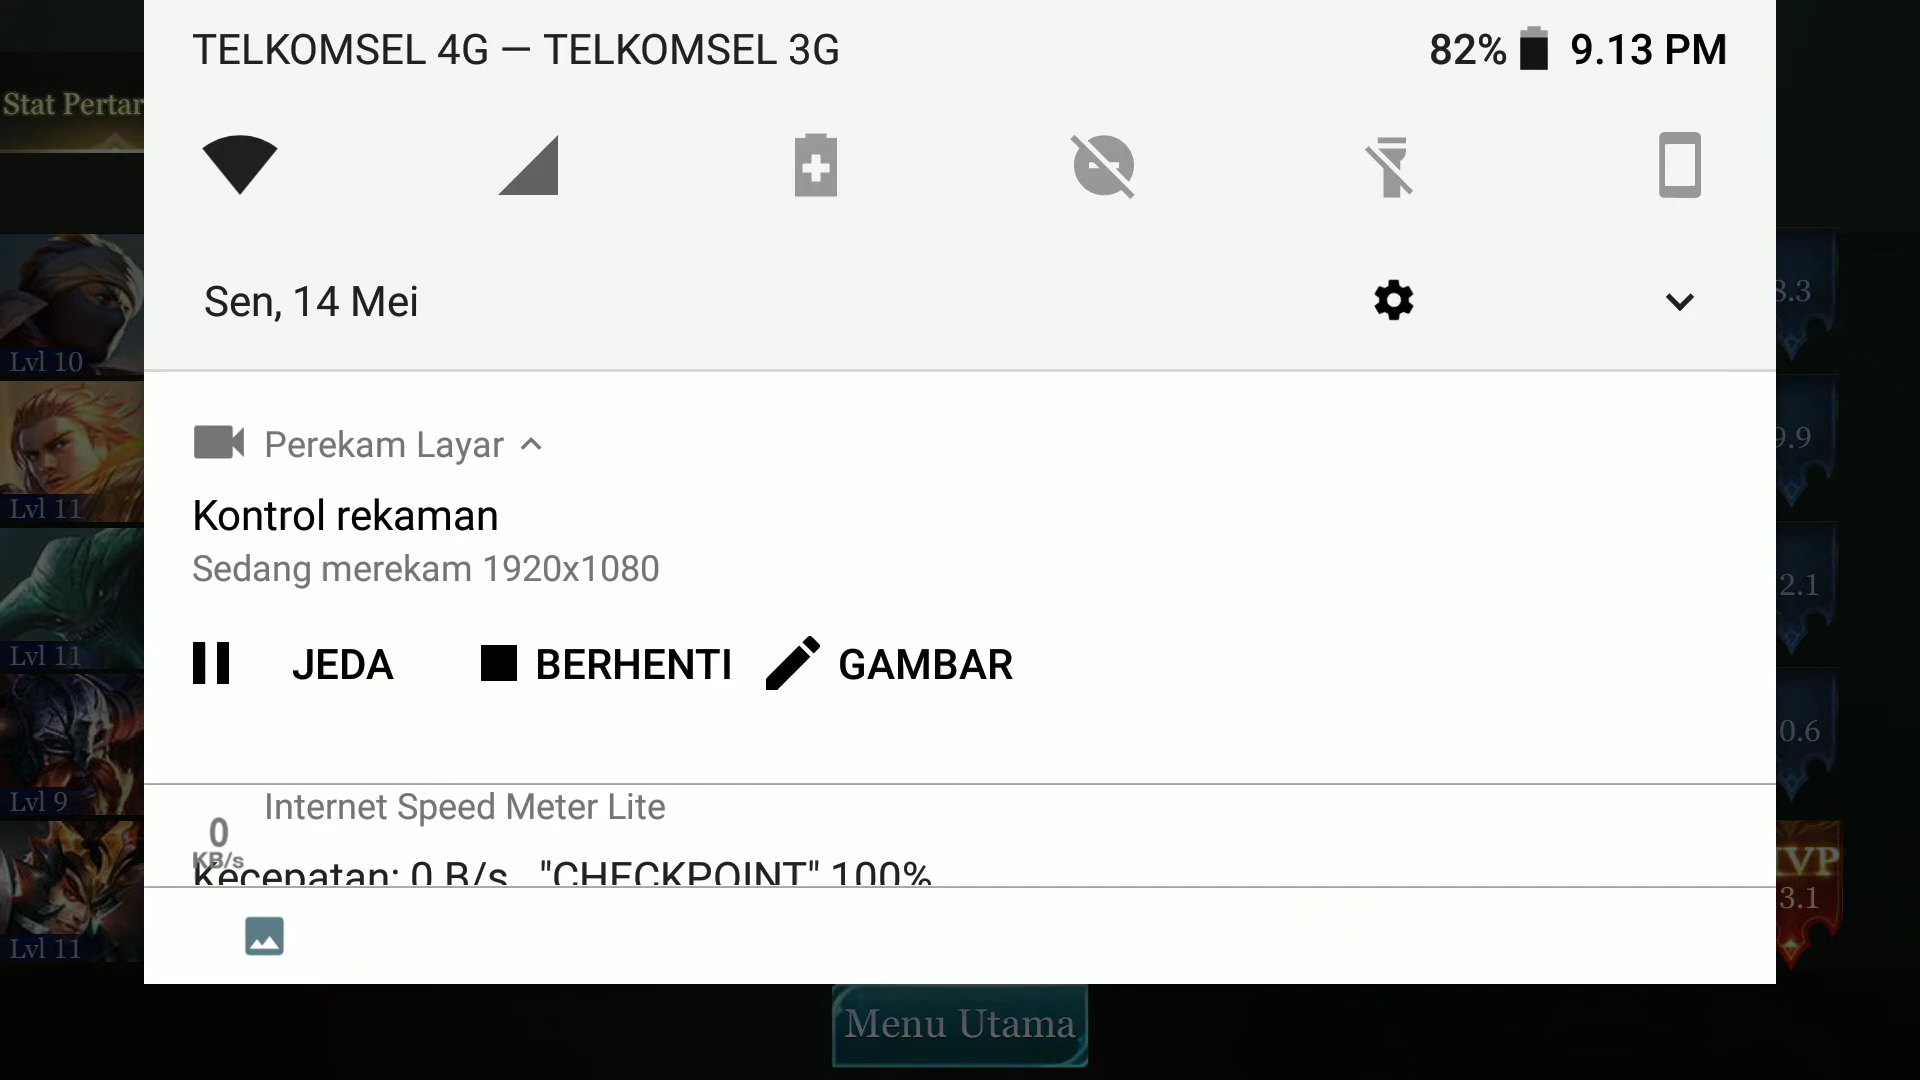 TELKOMSEL 4G — TELKOMSEL 3G
82% 9.13 PM
Stat Pertar
Sen, 14 Mei
8.3
Lvl 10
Perekam Layar
9.9
Kontrol rekaman
Lvl 11
Sedang merekam 1920x1080
2.1
Lvl 11
JEDA BERHENTI GAMBAR
0.6
Lvl 9
Internet Speed Meter Lite
0
KB/s
Kecepatan: 0 B/s "CHECKPOINT" 100%
MVP
3.1
Lvl 11
Menu Utama